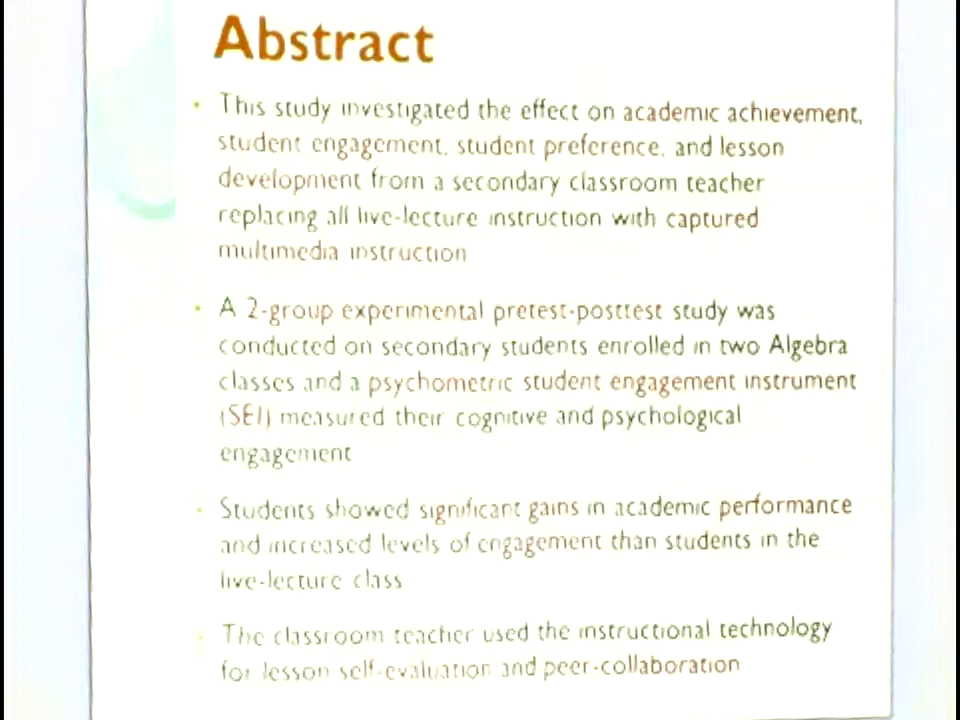 Abstract
• This study investigated the effect on academic achievement,
student engagement, student preference, and lesson
development from a secondary classroom teacher
replacing all live-lecture instruction with captured
multimedia instruction
• A 2-group experimental pretest-posttest study was
conducted on secondary students enrolled in two Algebra
classes and a psychometric student engagement instrument
(SEI) measured their cognitive and psychological
engagement
• Students showed significant gains in academic performance
and increased levels of engagement than students in the
live-lecture class
• The classroom teacher used the instructional technology
for lesson self-evaluation and peer-collaboration